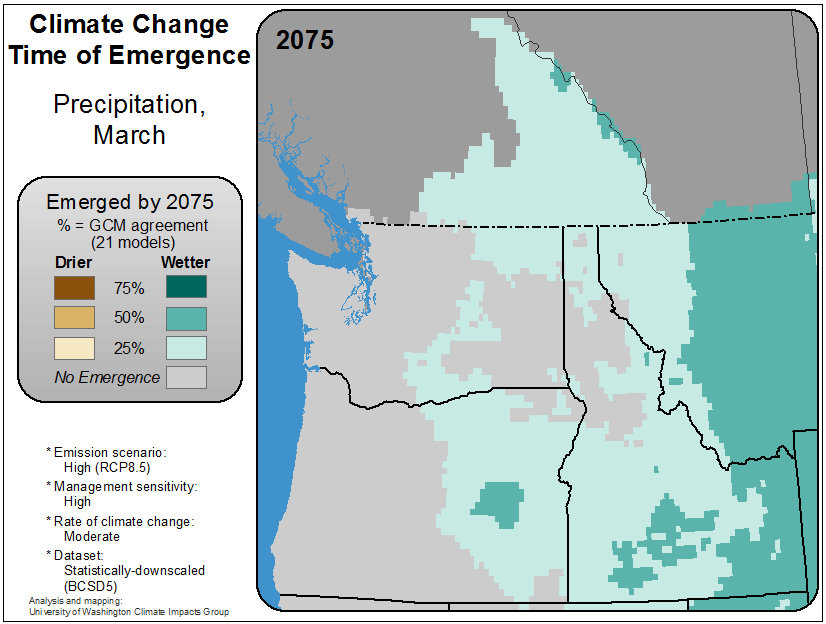 Climate Change
Time of Emergence
Precipitation,
March
2075
Emerged by 2075
% = GCM agreement
(21 models)
Drier Wetter
75%
50%
25%
No Emergence
* Emission scenario:
High (RCP8.5)
* Management sensitivity:
High
* Rate of climate change:
Moderate
* Dataset:
Statistically-downscaled
(BCSD5)
Analysis and mapping:
University of Washington Climate Impacts Group